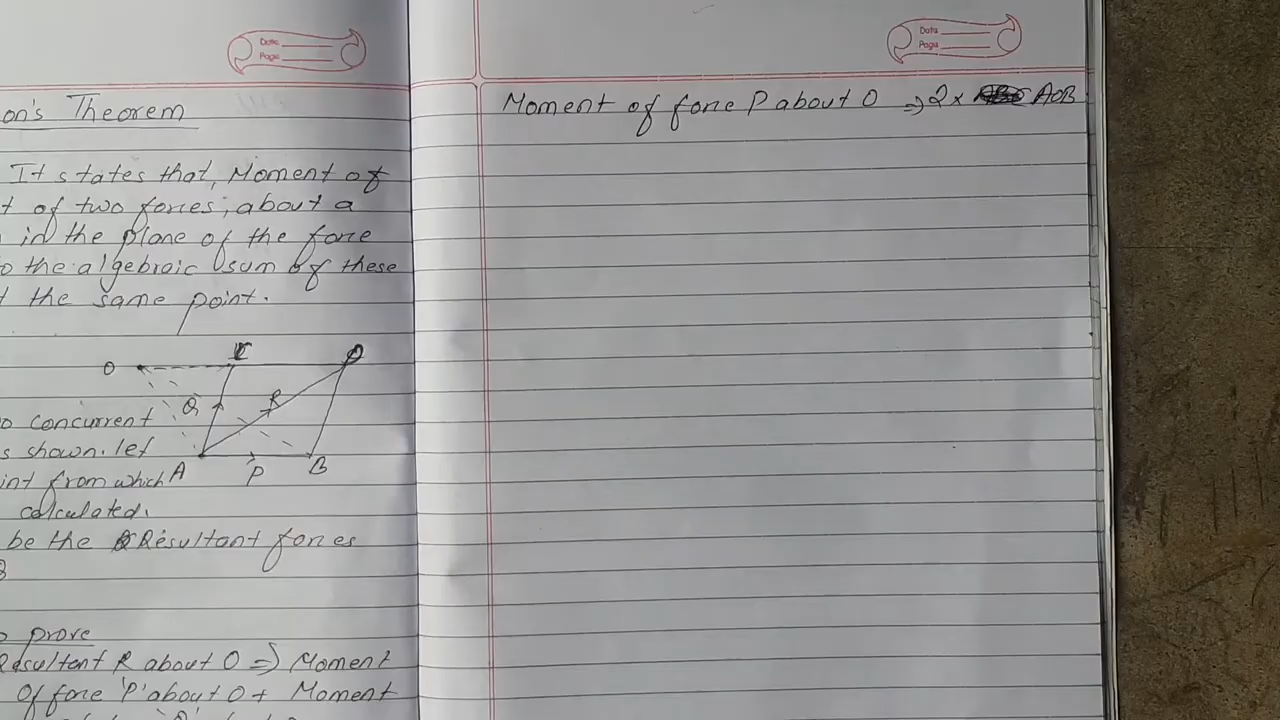 Data
Page
on's Theorem
It states that, Moment of
t of two forces, about a
in the plane of the force
o the algebraic sum of these
t the same point.
O
D
Q
R
A
P
B
o concurrent
s shown. let
int from which
calculated.
be the Resultant forces
o prove
Resultant R about O => Moment
Of force 'P' about O + Moment
Data
Page
Moment of force P about O => 2 x AOB